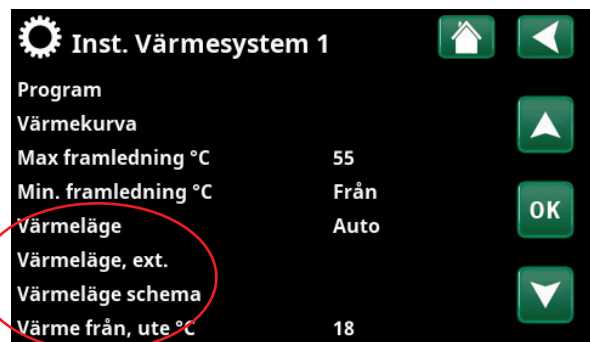 Inst. Värmesystem 1
Program
Värmekurva
Max framledning °C 55
Min. framledning °C Från
Värmeläge Auto
Värmeläge, ext.
Värmeläge schema
Värme från, ute °C 18
OK